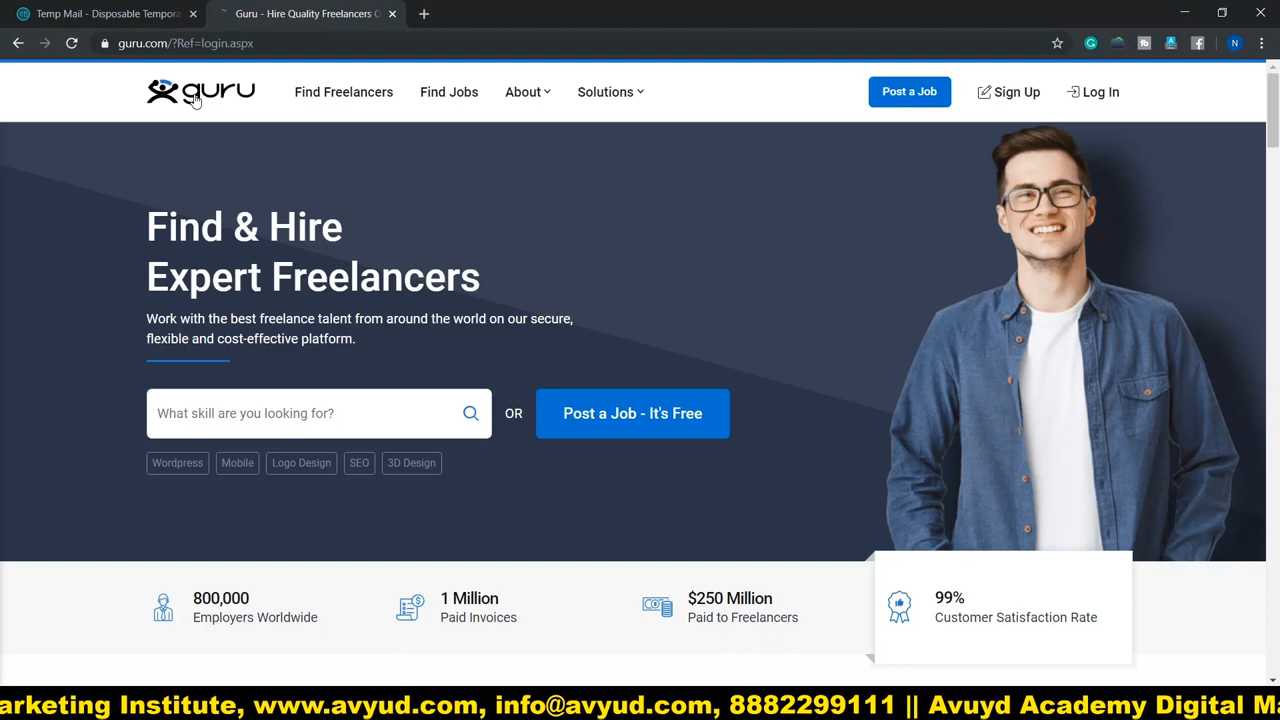 Temp Mail - Disposable Tempora
Guru - Hire Quality Freelancers
guru.com/?Ref=login.aspx
guru
Find Freelancers
Find Jobs
About
Solutions
Post a Job
Sign Up
Log In
Find & Hire
Expert Freelancers
Work with the best freelance talent from around the world on our secure,
flexible and cost-effective platform.
What skill are you looking for?
OR
Post a Job - It's Free
Wordpress
Mobile
Logo Design
SEO
3D Design
800,000
Employers Worldwide
1 Million
Paid Invoices
$250 Million
Paid to Freelancers
99%
Customer Satisfaction Rate
arketing Institute, www.avyud.com, info@avyud.com, 8882299111 || Avuyd Academy Digital Ma